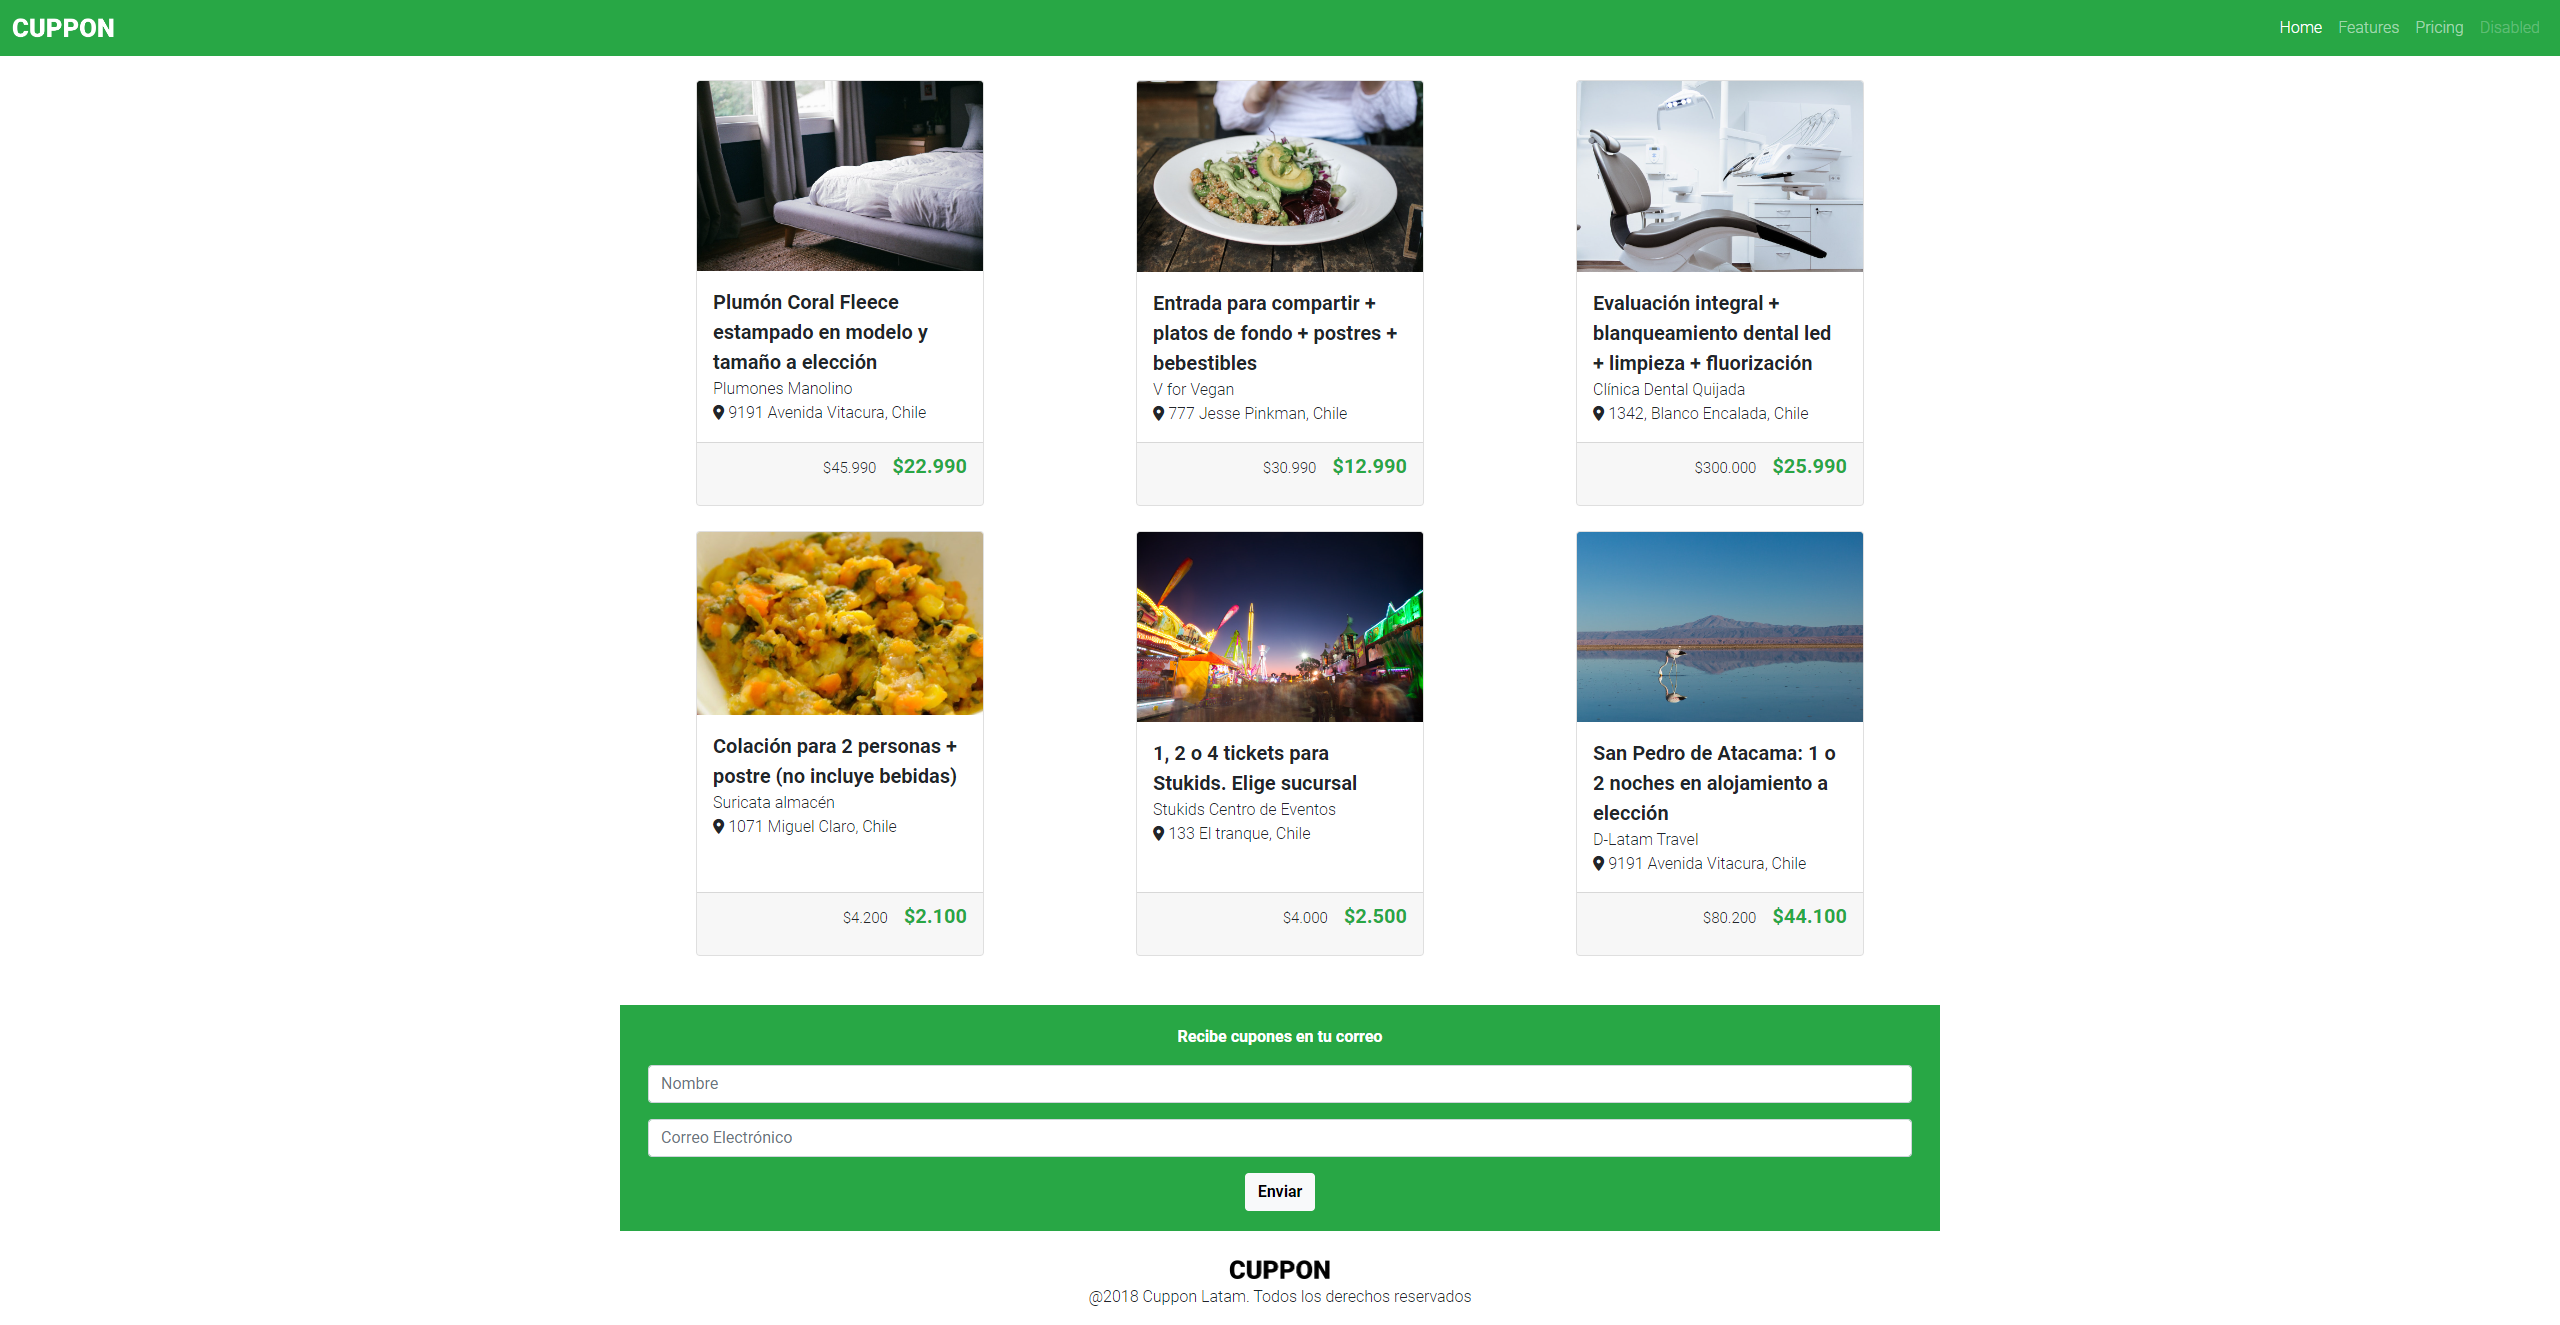 CUPPON
Home Features Pricing Disabled
Plumón Coral Fleece
estampado en modelo y
tamaño a elección
Plumones Manolino
9191 Avenida Vitacura, Chile
$45.990 $22.990
Entrada para compartir +
platos de fondo + postres +
bebestibles
V for Vegan
777 Jesse Pinkman, Chile
$30.990 $12.990
Evaluación integral +
blanqueamiento dental led
+ limpieza + fluorización
Clínica Dental Quijada
1342, Blanco Encalada, Chile
$300.000 $25.990
Colación para 2 personas +
postre (no incluye bebidas)
Suricata almacén
1071 Miguel Claro, Chile
$4.200 $2.100
1, 2 o 4 tickets para
Stukids. Elige sucursal
Stukids Centro de Eventos
133 El tranque, Chile
$4.000 $2.500
San Pedro de Atacama: 1 o
2 noches en alojamiento a
elección
D-Latam Travel
9191 Avenida Vitacura, Chile
$80.200 $44.100
Recibe cupones en tu correo
Nombre
Correo Electrónico
Enviar
CUPPON
@2018 Cuppon Latam. Todos los derechos reservados